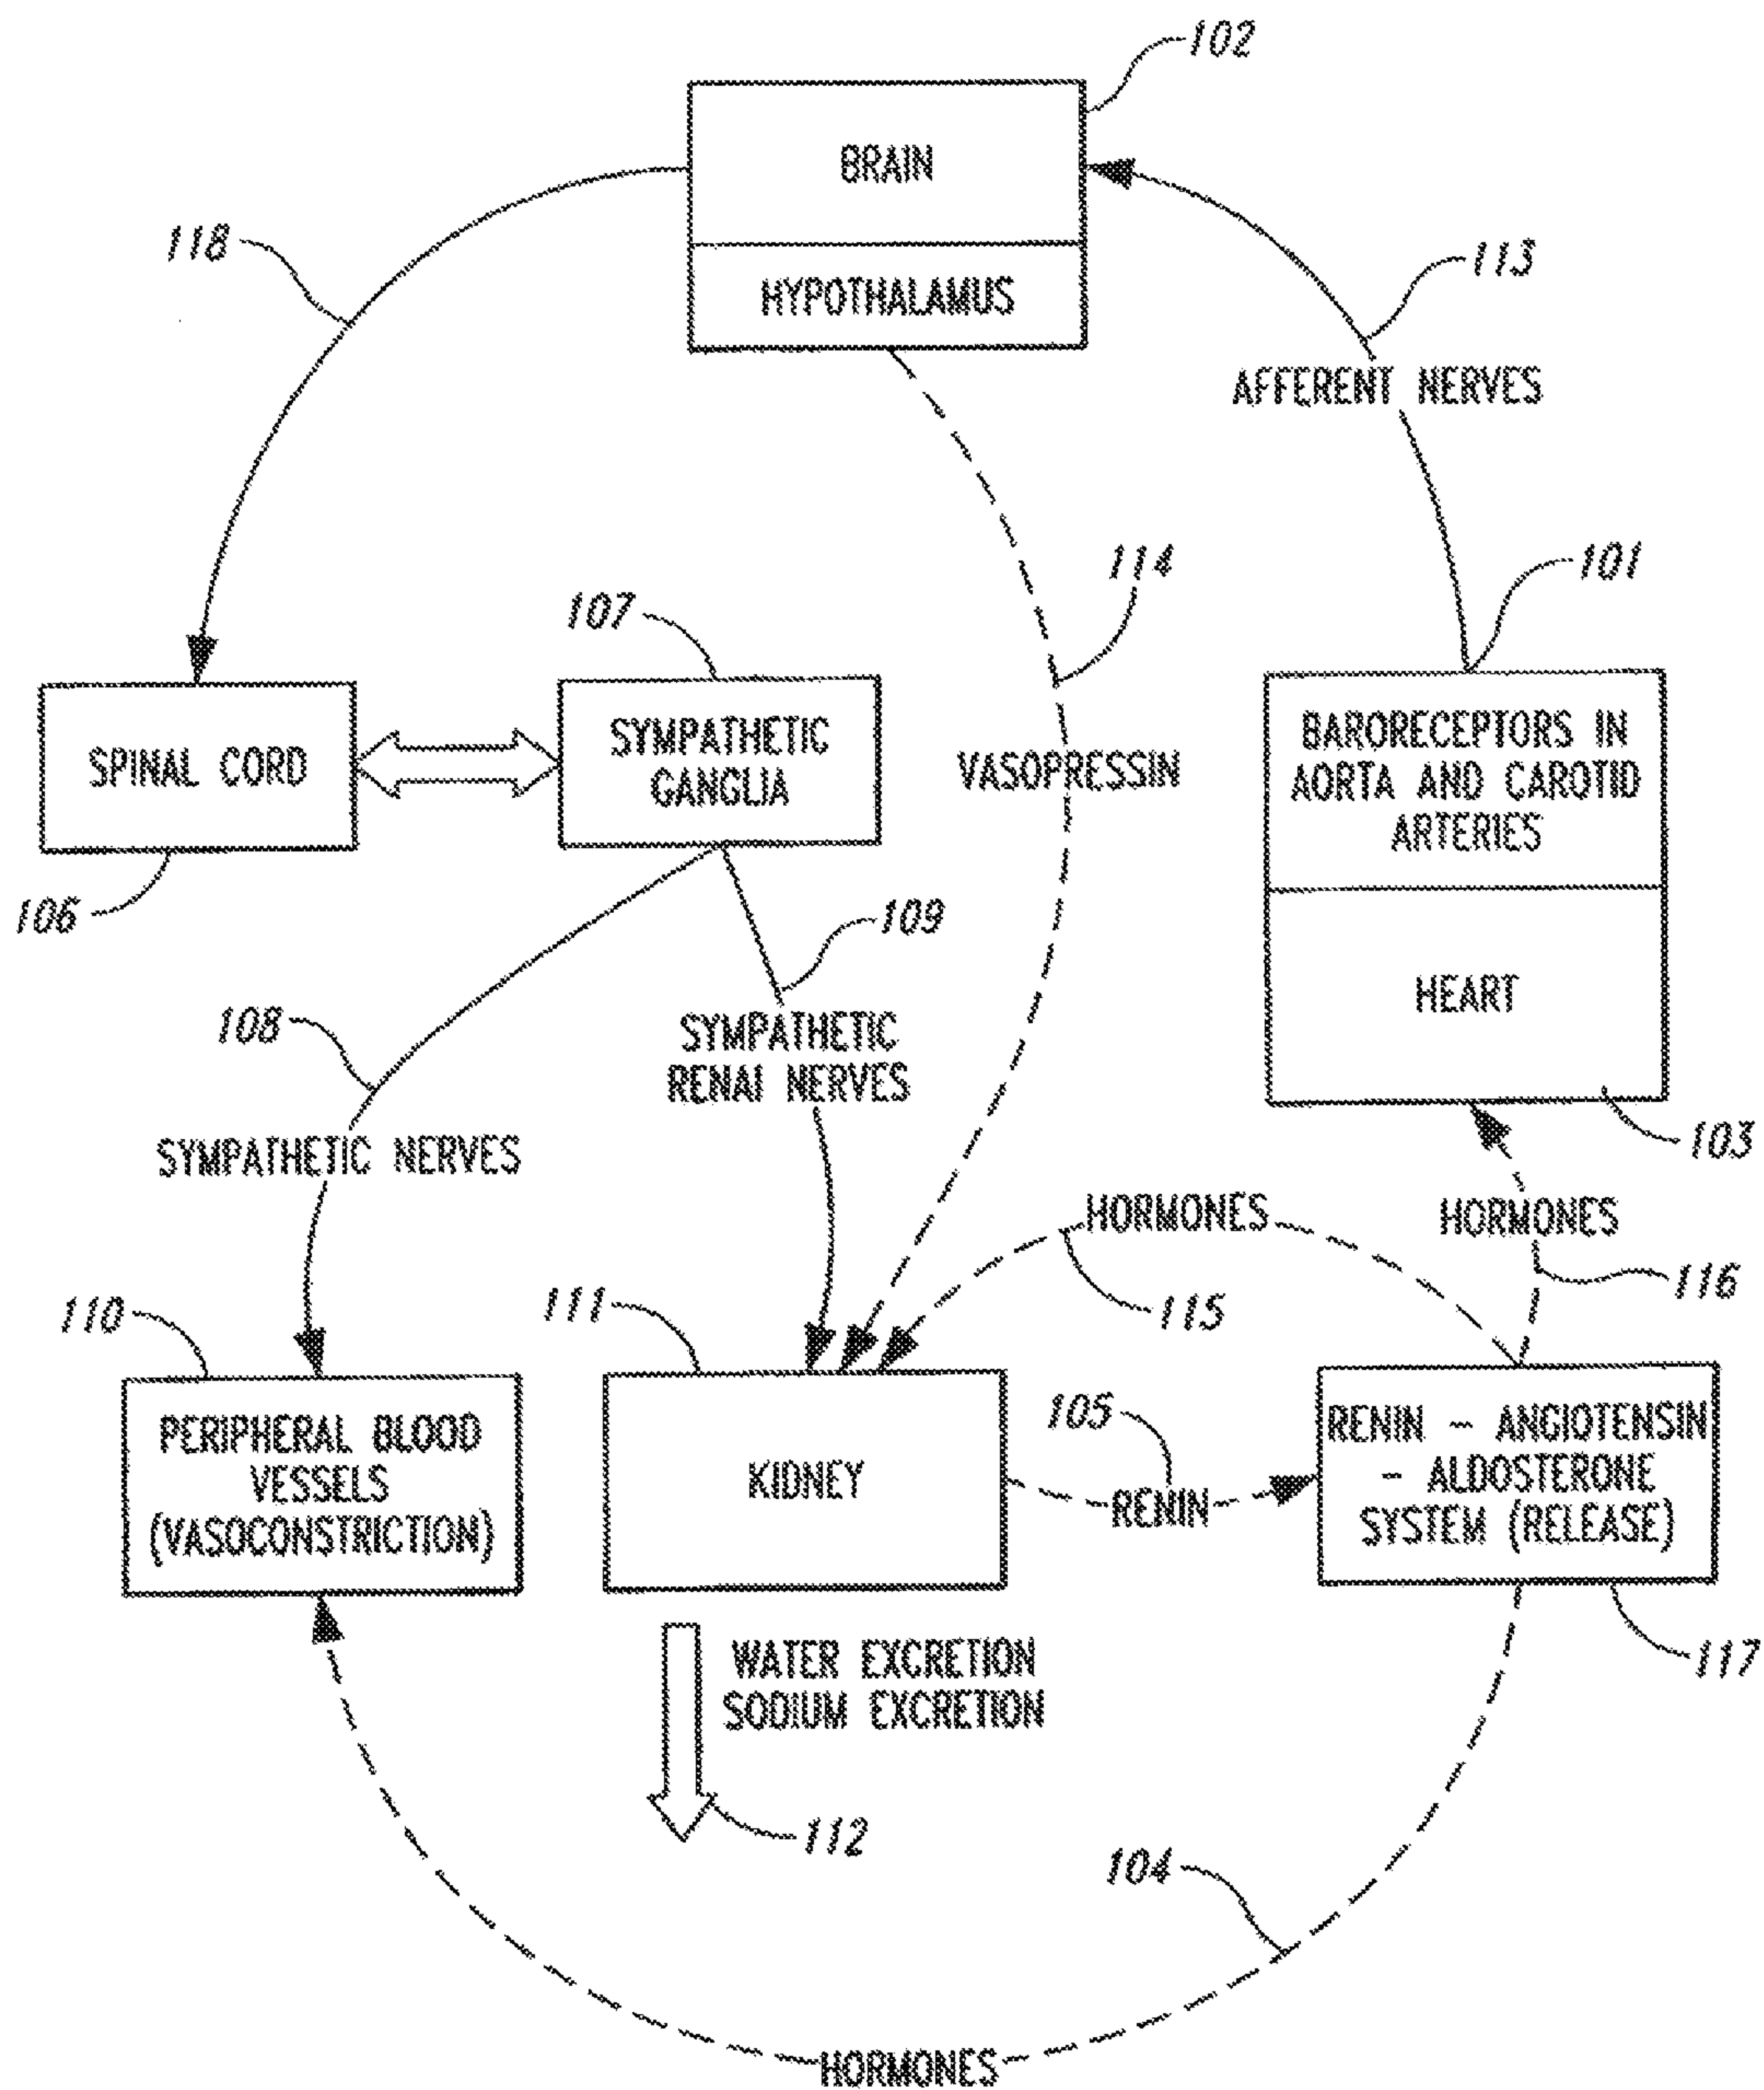 102
BRAIN
118
113
HYPOTHALAMUS
AFFERENT NERVES
114
101
107
BARORECEPTORS IN
AORTA AND CAROTID
ARTERIES
SPINAL CORD
SYMPATHETIC
GANGLIA
VASOPRESSIN
106
109
HEART
108
SYMPATHETIC
RENAI NERVES
SYMPATHETIC NERVES
103
HORMONES
HORMONES
116
110
111
115
105
PERIPHERAL BLOOD
VESSELS
(VASOCONSTRICTION)
KIDNEY
RENIN
RENIN - ANGIOTENSIN
- ALDOSTERONE
SYSTEM (RELEASE)
WATER EXCRETION
SODIUM EXCRETION
117
112
104
HORMONES